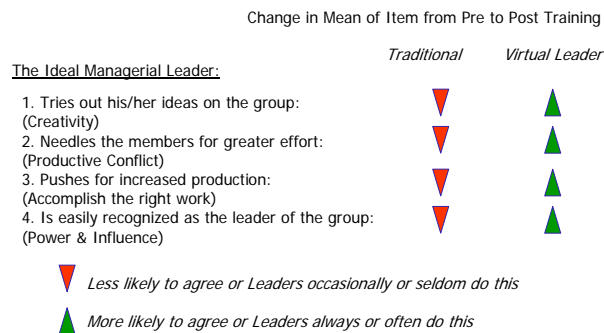 Change in Mean of Item from Pre to Post Training
Traditional Virtual Leader
The Ideal Managerial Leader:
1. Tries out his/her ideas on the group:
(Creativity)
2. Needles the members for greater effort:
(Productive Conflict)
3. Pushes for increased production:
(Accomplish the right work)
4. Is easily recognized as the leader of the group:
(Power & Influence)
Less likely to agree or Leaders occasionally or seldom do this
More likely to agree or Leaders always or often do this